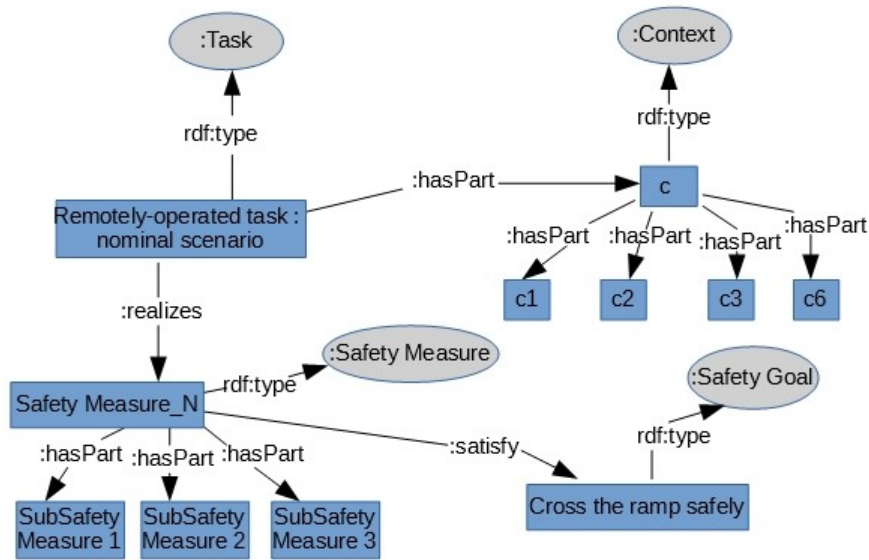 :Task
:Context
rdf:type
rdf:type
:hasPart
c
Remotely-operated task :
nominal scenario
:hasPart
:hasPart
:hasPart
:hasPart
c1
c2
c3
c6
:realizes
:Safety Measure
rdf:type
:Safety Goal
Safety Measure_N
rdf:type
:satisfy
:hasPart
:hasPart
:hasPart
SubSafety
Measure 1
SubSafety
Measure 2
SubSafety
Measure 3
Cross the ramp safely